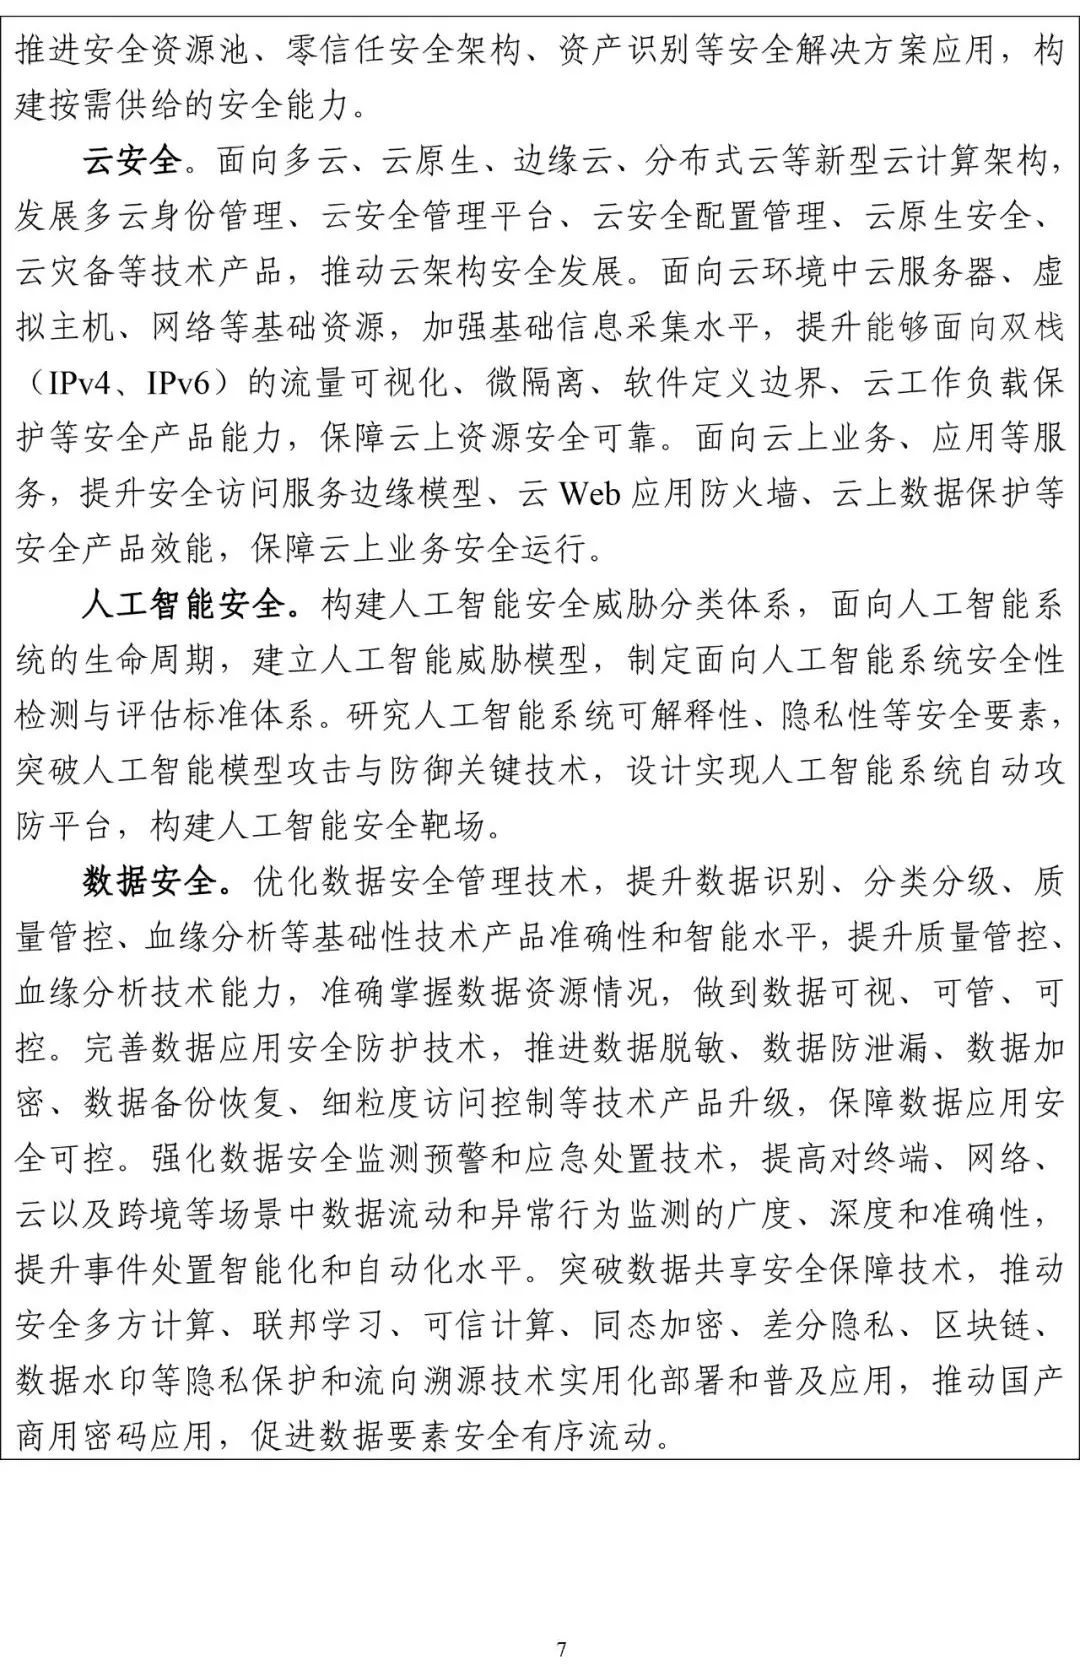 推进安全资源池、零信任安全架构、资产识别等安全解决方案应用，构
建按需供给的安全能力。
云安全。面向多云、云原生、边缘云、分布式云等新型云计算架构，
发展多云身份管理、云安全管理平台、云安全配置管理、云原生安全、
云灾备等技术产品，推动云架构安全发展。面向云环境中云服务器、虚
拟主机、网络等基础资源，加强基础信息采集水平，提升能够面向双栈
（IPv4、IPv6）的流量可视化、微隔离、软件定义边界、云工作负载保
护等安全产品能力，保障云上资源安全可靠。面向云上业务、应用等服
务，提升安全访问服务边缘模型、云 Web 应用防火墙、云上数据保护等
安全产品效能，保障云上业务安全运行。
人工智能安全。构建人工智能安全威胁分类体系，面向人工智能系
统的生命周期，建立人工智能威胁模型，制定面向人工智能系统安全性
检测与评估标准体系。研究人工智能系统可解释性、隐私性等安全要素，
突破人工智能模型攻击与防御关键技术，设计实现人工智能系统自动攻
防平台，构建人工智能安全靶场。
数据安全。优化数据安全管理技术，提升数据识别、分类分级、质
量管控、血缘分析等基础性技术产品准确性和智能水平，提升质量管控、
血缘分析技术能力，准确掌握数据资源情况，做到数据可视、可管、可
控。完善数据应用安全防护技术，推进数据脱敏、数据防泄漏、数据加
密、数据备份恢复、细粒度访问控制等技术产品升级，保障数据应用安
全可控。强化数据安全监测预警和应急处置技术，提高对终端、网络、
云以及跨境等场景中数据流动和异常行为监测的广度、深度和准确性，
提升事件处置智能化和自动化水平。突破数据共享安全保障技术，推动
安全多方计算、联邦学习、可信计算、同态加密、差分隐私、区块链、
数据水印等隐私保护和流向溯源技术实用化部署和普及应用，推动国产
商用密码应用，促进数据要素安全有序流动。
7